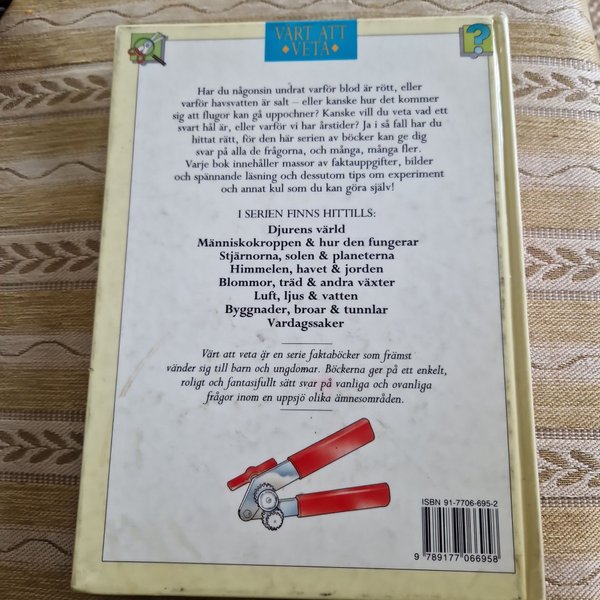 VÄRT ATT
• VETA •
?
Har du någonsin undrat varför blod är rött, eller
varför havsvatten är salt – eller kanske hur det kommer
sig att flugor kan gå uppochner? Kanske vill du veta vad ett
svart hål är, eller varför vi har årstider? Ja i så fall har du
hittat rätt, för den här serien av böcker kan ge dig
svar på alla de frågorna, och många, många fler.
Varje bok innehåller massor av faktauppgifter, bilder
och spännande läsning och dessutom tips om experiment
och annat kul som du kan göra själv!
I SERIEN FINNS HITTILLS:
Djurens värld
Människokroppen & hur den fungerar
Stjärnorna, solen & planeterna
Himmelen, havet & jorden
Blommor, träd & andra växter
Luft, ljus & vatten
Byggnader, broar & tunnlar
Vardagssaker
Värt att veta är en serie faktaböcker som främst
vänder sig till barn och ungdomar. Böckerna ger på ett enkelt,
roligt och fantasifullt sätt svar på vanliga och ovanliga
frågor inom en uppsjö olika ämnesområden.
ISBN 91-7706-695-2
9 789177 066958